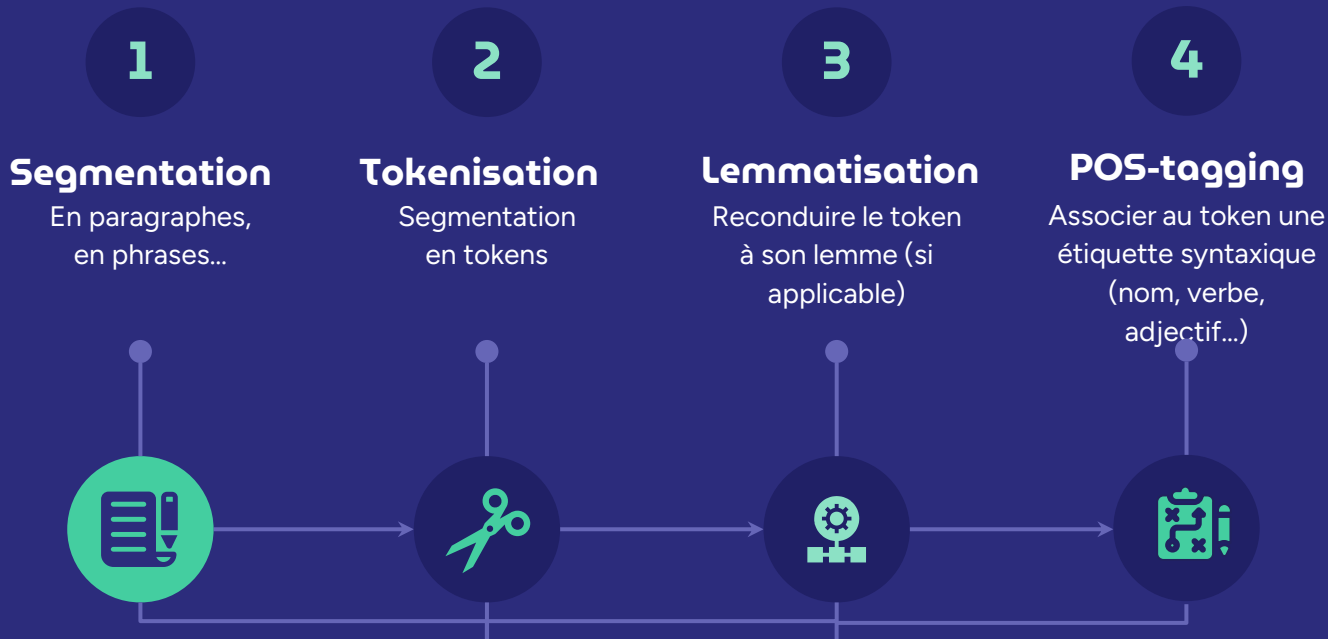 1
Segmentation
En paragraphes,
en phrases...
2
Tokenisation
Segmentation
en tokens
3
Lemmatisation
Reconduire le token
à son lemme (si
applicable)
4
POS-tagging
Associer au token une
étiquette syntaxique
(nom, verbe,
adjectif...)